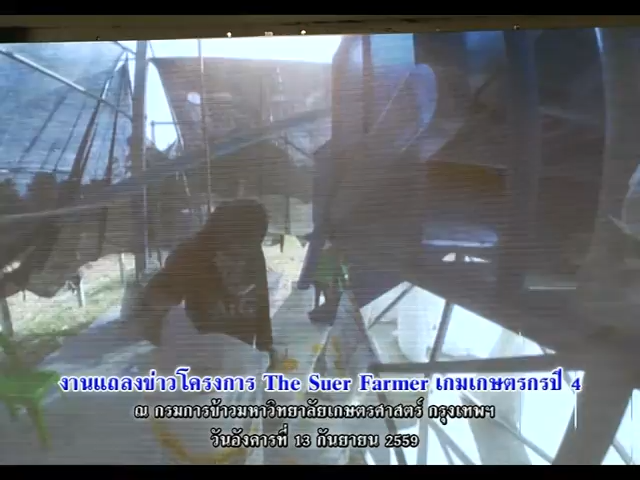 AIG
งานแถลงข่าวโครงการ The Suer Farmer เกมเกษตรกรปี 4
ณ กรมการข้าวมหาวิทยาลัยเกษตรศาสตร์ กรุงเทพฯ
วันอังคารที่ 13 กันยายน 2559